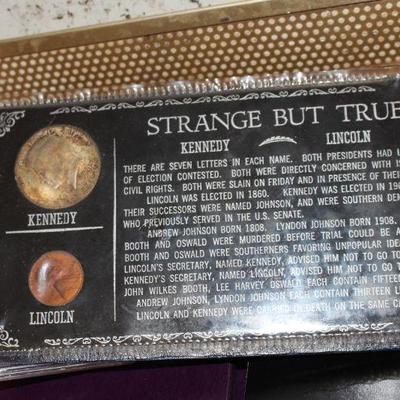 STRANGE BUT TRUE
KENNEDY LINCOLN
THERE ARE SEVEN LETTERS IN EACH NAME. BOTH PRESIDENTS HAD
OF ELECTION CONTESTED. BOTH WERE DIRECTLY CONCERNED WITH
CIVIL RIGHTS. BOTH WERE SLAIN ON FRIDAY AND IN PRESENCE OF THEIR
LINCOLN WAS ELECTED IN 1860. KENNEDY WAS ELECTED IN
THEIR SUCCESSORS WERE NAMED JOHNSON, AND WERE SOUTHERN
WHO PREVIOUSLY SERVED IN THE U.S. SENATE.
ANDREW JOHNSON BORN 1808. LYNDON JOHNSON BORN 1908.
BOOTH AND OSWALD WERE MURDERED BEFORE TRIAL COULD BE
BOOTH AND OSWALD WERE SOUTHERNERS FAVORING UNPOPULAR
LINCOLN'S SECRETARY, NAMED KENNEDY, ADVISED HIM NOT TO GO TO
KENNEDY'S SECRETARY, NAMED LINCOLN, ADVISED HIM NOT TO GO
JOHN WILKES BOOTH, LEE HARVEY OSWALD EACH CONTAIN
ANDREW JOHNSON, LYNDON JOHNSON EACH CONTAIN THIRTEEN
LINCOLN AND KENNEDY WERE CARRIED IN DEATH ON THE SAME
KENNEDY
LINCOLN